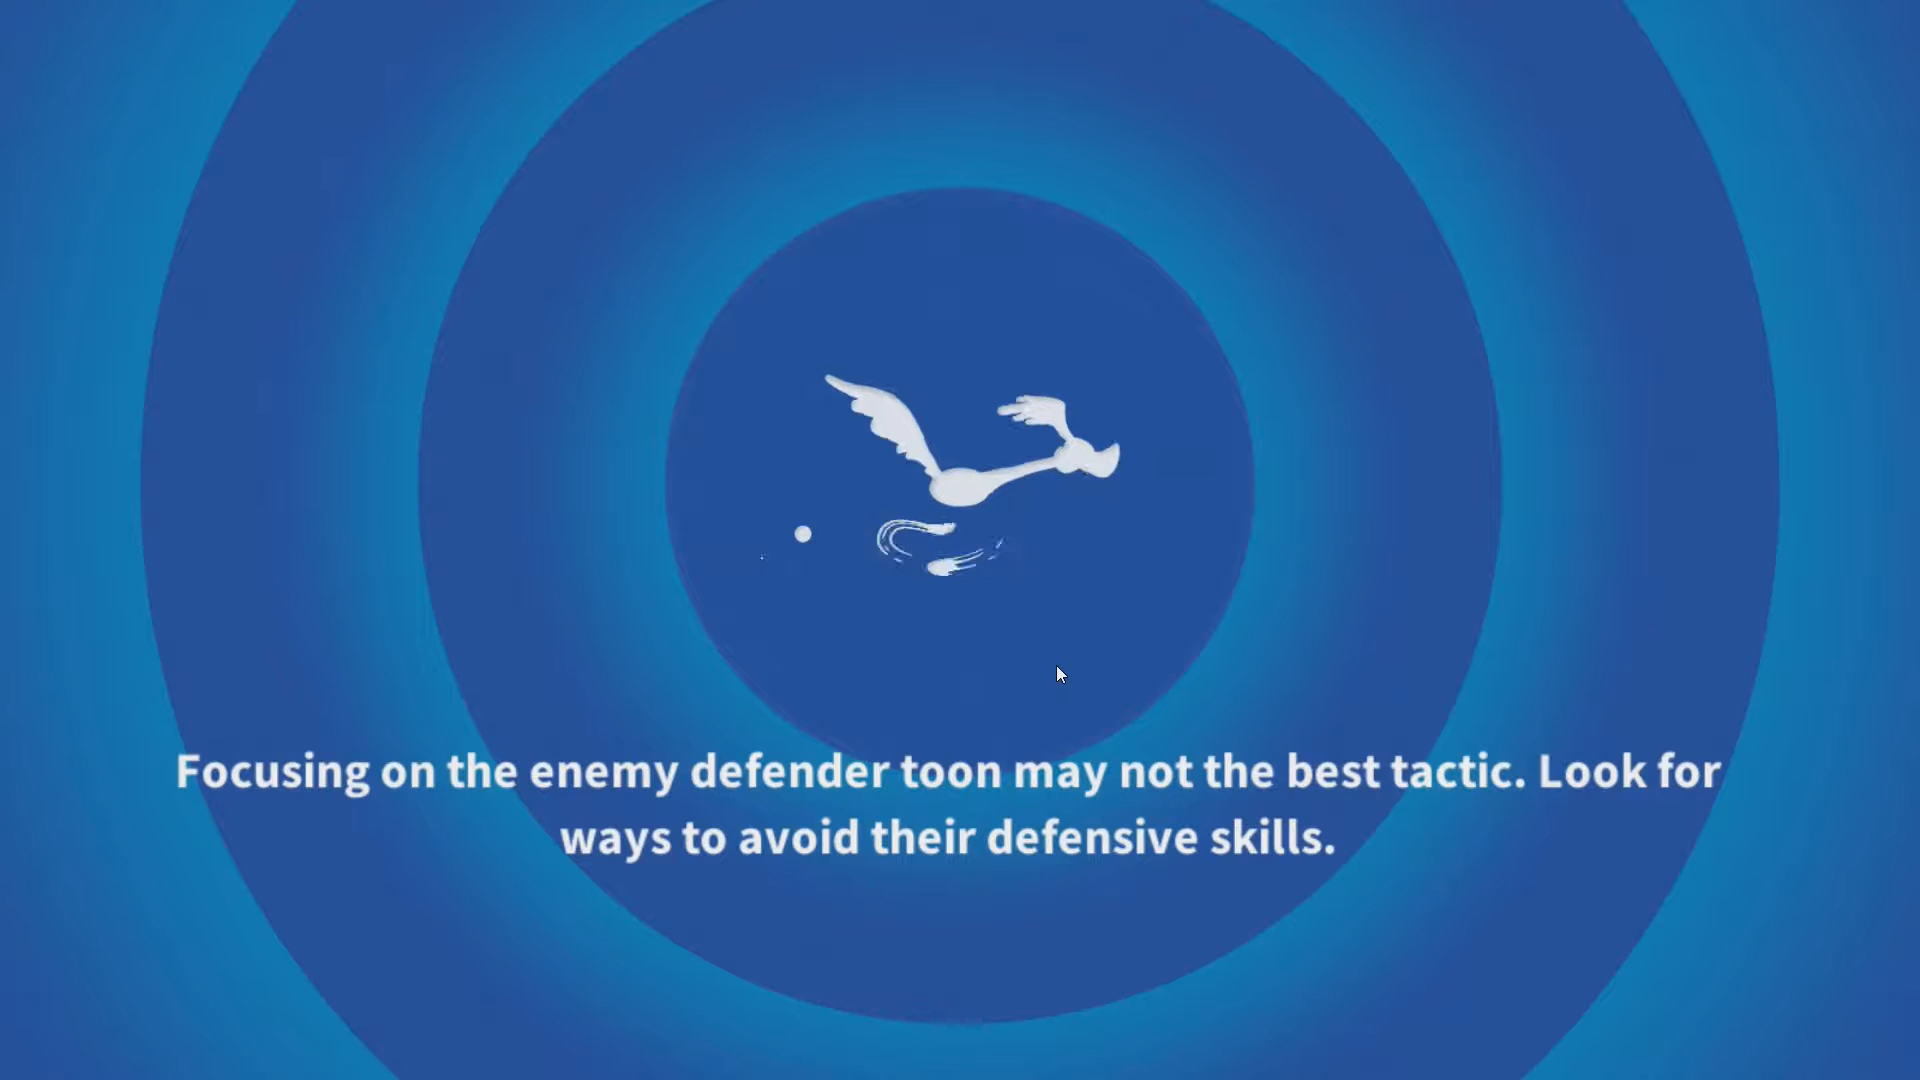 Focusing on the enemy defender toon may not the best tactic. Look for
ways to avoid their defensive skills.